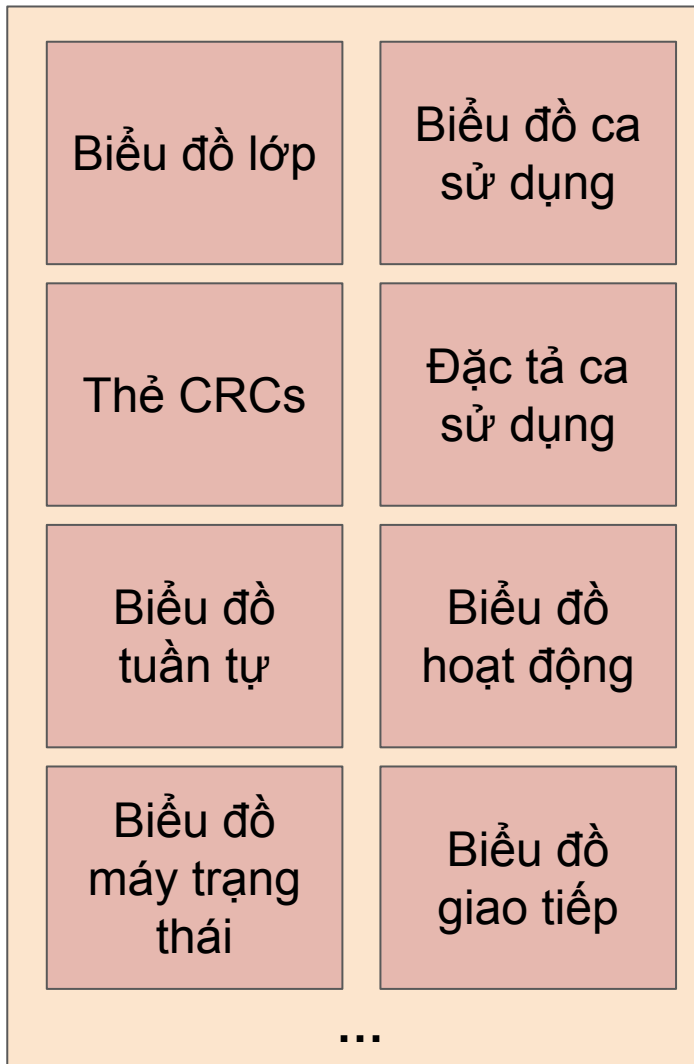 Biểu đồ lớp
Biểu đồ ca
sử dụng
Thẻ CRCs
Đặc tả ca
sử dụng
Biểu đồ
tuần tự
Biểu đồ
hoạt động
Biểu đồ
máy trạng
thái
Biểu đồ
giao tiếp
...